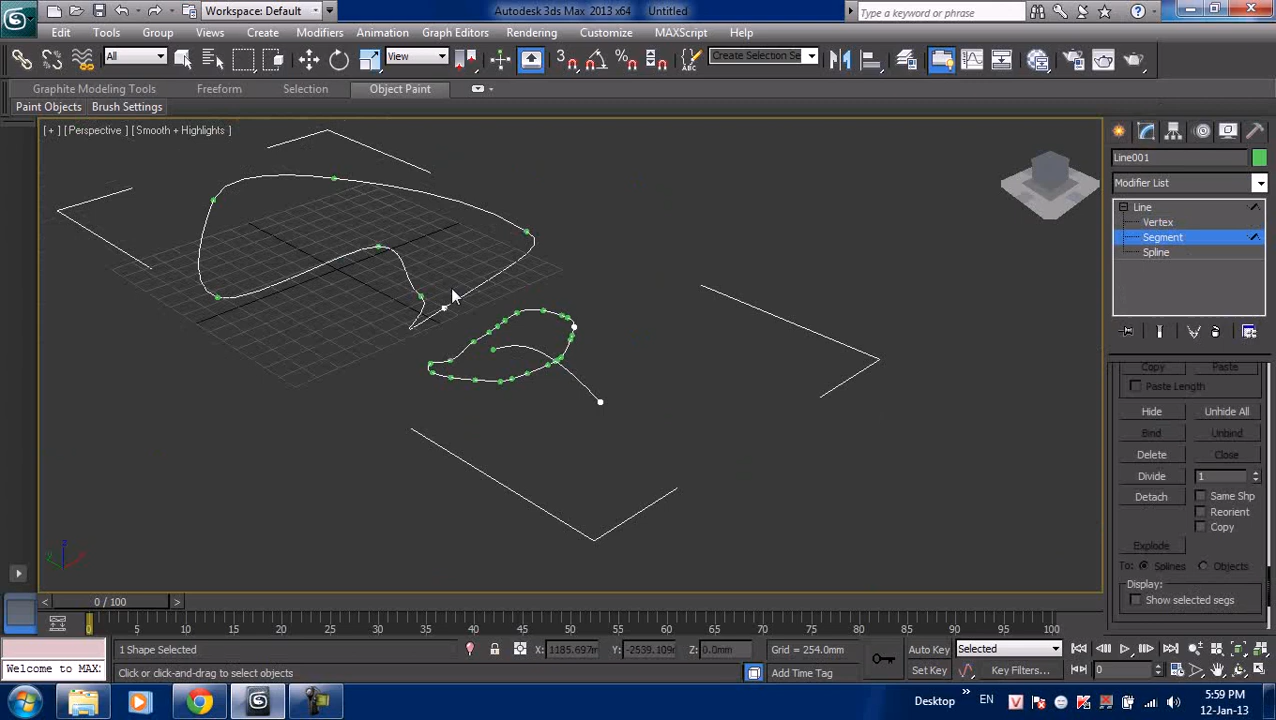 Workspace: Default
Autodesk 3ds Max 2013 x64 Untitled
Type a keyword or phrase
Edit Tools Group Views Create Modifiers Animation Graph Editors Rendering Customize MAXScript Help
All
View
3
Create Selection Se
Graphite Modeling Tools Freeform Selection Object Paint
Paint Objects Brush Settings
[ + ] [ Perspective ] [ Smooth + Highlights ]
Line001
Modifier List
Line
Vertex
Segment
Spline
Copy Paste
Paste Length
Hide Unhide All
Bind Unbind
Delete Close
Divide 1
Detach Same Shp
Reorient
Copy
Explode
To: Splines Objects
Display:
Show selected segs
z
0 / 100
0 5 10 15 20 25 30 35 40 45 50 55 60 65 70 75 80 85 90 95 100
1 Shape Selected X: 1185.697m Y: -2539.109m Z: 0.0mm Grid = 254.0mm Auto Key Selected
Welcome to MAX Click or click-and-drag to select objects Add Time Tag Set Key Key Filters... 0
Desktop EN
5:59 PM
12-Jan-13